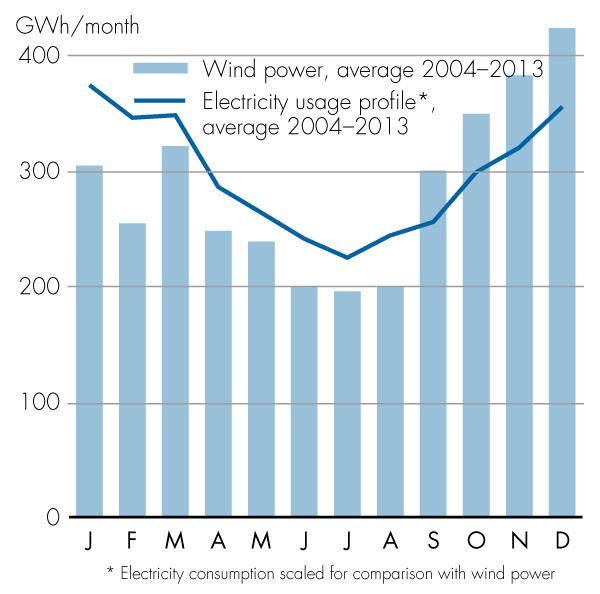 GWh/month
400
Wind power, average 2004–2013
Electricity usage profile*,
average 2004–2013
300
200
100
0
J F M A M J J A S O N D
* Electricity consumption scaled for comparison with wind power